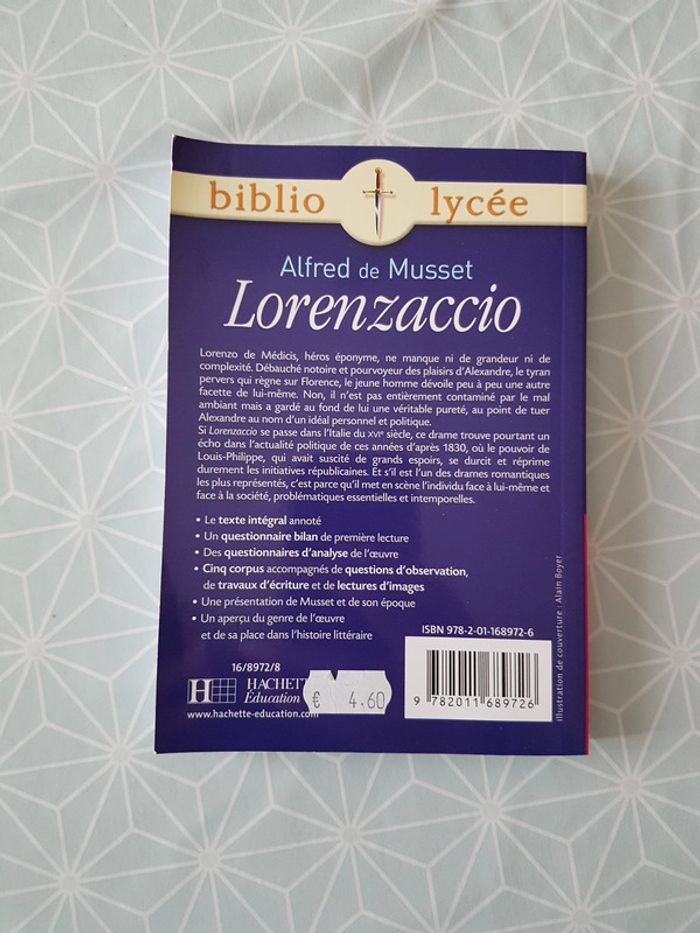 biblio lycée
Alfred de Musset
Lorenzaccio
Lorenzo de Médicis, héros éponyme, ne manque ni de grandeur ni de
complexité. Débauché notoire et pourvoyeur des plaisirs d'Alexandre, le tyran
pervers qui règne sur Florence, le jeune homme dévoile peu à peu une autre
facette de lui-même. Non, il n'est pas entièrement contaminé par le mal
ambiant mais a gardé au fond de lui une véritable pureté, au point de tuer
Alexandre au nom d'un idéal personnel et politique.
Si Lorenzaccio se passe dans l'Italie du XVIe siècle, ce drame trouve pourtant un
écho dans l'actualité politique de ces années d'après 1830, où le pouvoir de
Louis-Philippe, qui avait suscité de grands espoirs, se durcit et réprime
durement les initiatives républicaines. Et s'il est l'un des drames romantiques
les plus représentés, c'est parce qu'il met en scène l'individu face à lui-même et
face à la société, problématiques essentielles et intemporelles.
• Le texte intégral annoté
• Un questionnaire bilan de première lecture
• Des questionnaires d'analyse de l'œuvre
• Cinq corpus accompagnés de questions d'observation,
de travaux d'écriture et de lectures d'images
• Une présentation de Musset et de son époque
• Un aperçu du genre de l'œuvre
et de sa place dans l'histoire littéraire
16/8972/8
H HACHETTE
Éducation
www.hachette-education.com
€ 4.60
ISBN 978-2-01-168972-6
9 782011 689726
Illustration de couverture : Alain Boyer